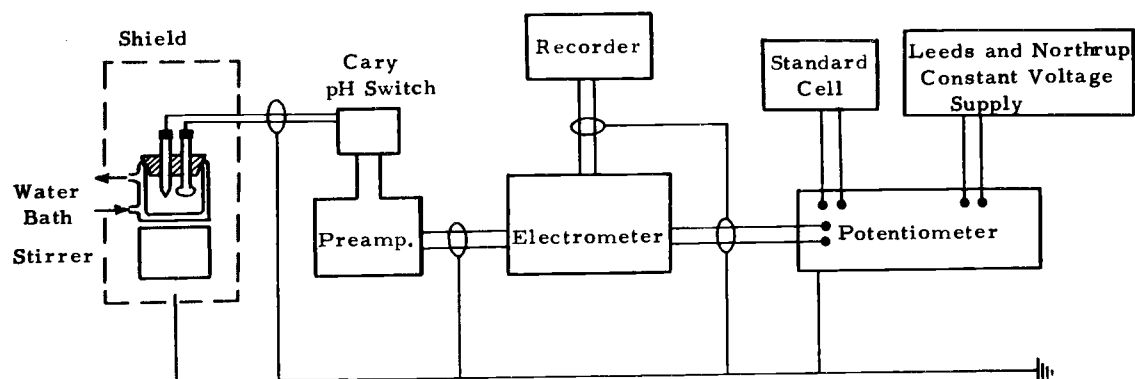 Shield
Cary
pH Switch
Recorder
Standard
Cell
Leeds and Northrup
Constant Voltage
Supply
Water
Bath
Stirrer
Preamp.
Electrometer
Potentiometer